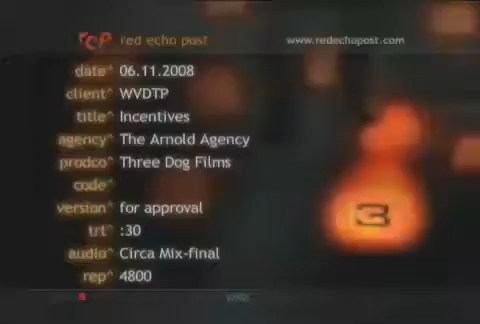 rep red echo post
www.redechopost.com
date^ 06.11.2008
client^ WVDTP
title^ Incentives
agency^ The Arnold Agency
prodco^ Three Dog Films
code^
version^ for approval
trt^ :30
audio^ Circa Mix-final
rep^ 4800
3